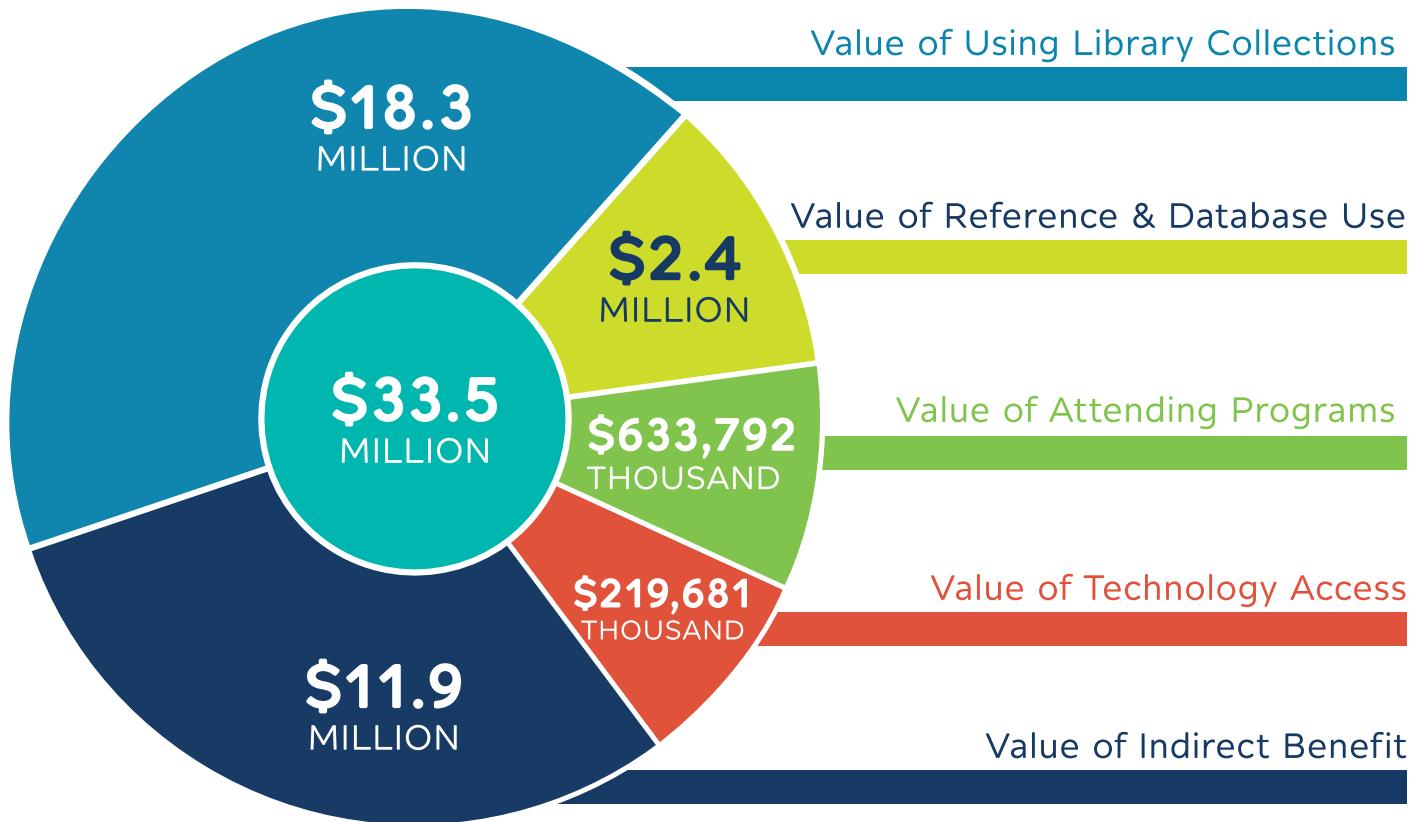 Value of Using Library Collections
$18.3
MILLION
Value of Reference & Database Use
$2.4
MILLION
$33.5
MILLION
Value of Attending Programs
$633,792
THOUSAND
Value of Technology Access
$219,681
THOUSAND
$11.9
MILLION
Value of Indirect Benefit